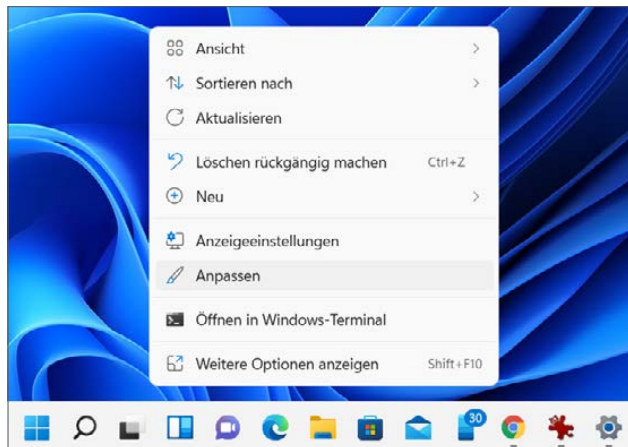 Ansicht
Sortieren nach
Aktualisieren
Löschen rückgängig machen Ctrl+Z
Neu
Anzeigeeinstellungen
Anpassen
Öffnen in Windows-Terminal
Weitere Optionen anzeigen Shift+F10
30